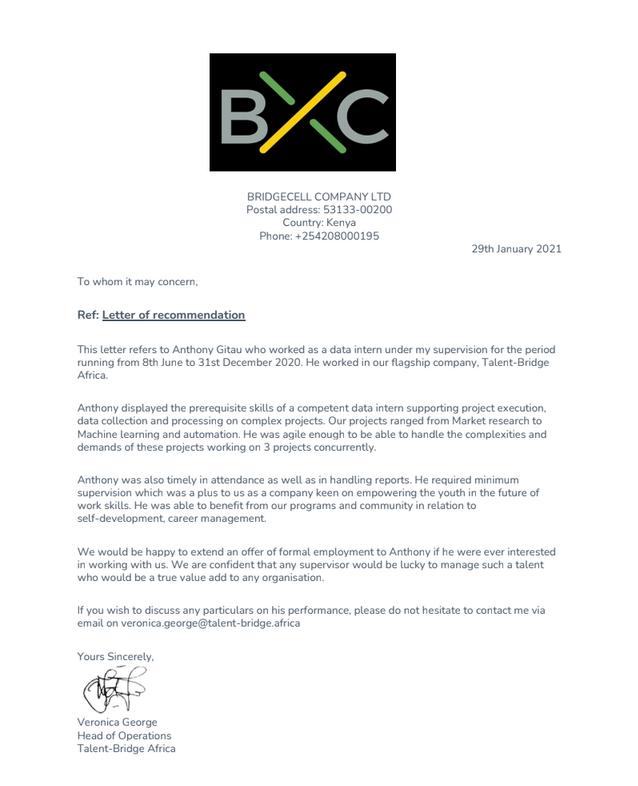 BXC
BRIDGECELL COMPANY LTD
Postal address: 53133-00200
Country: Kenya
Phone: +254208000195
29th January 2021
To whom it may concern,
Ref: Letter of recommendation
This letter refers to Anthony Gitau who worked as a data intern under my supervision for the period
running from 8th June to 31st December 2020. He worked in our flagship company, Talent-Bridge
Africa.
Anthony displayed the prerequisite skills of a competent data intern supporting project execution,
data collection and processing on complex projects. Our projects ranged from Market research to
Machine learning and automation. He was agile enough to be able to handle the complexities and
demands of these projects working on 3 projects concurrently.
Anthony was also timely in attendance as well as in handling reports. He required minimum
supervision which was a plus to us as a company keen on empowering the youth in the future of
work skills. He was able to benefit from our programs and community in relation to
self-development, career management.
We would be happy to extend an offer of formal employment to Anthony if he were ever interested
in working with us. We are confident that any supervisor would be lucky to manage such a talent
who would be a true value add to any organisation.
If you wish to discuss any particulars on his performance, please do not hesitate to contact me via
email on veronica.george@talent-bridge.africa
Yours Sincerely,
Veronica George
Head of Operations
Talent-Bridge Africa